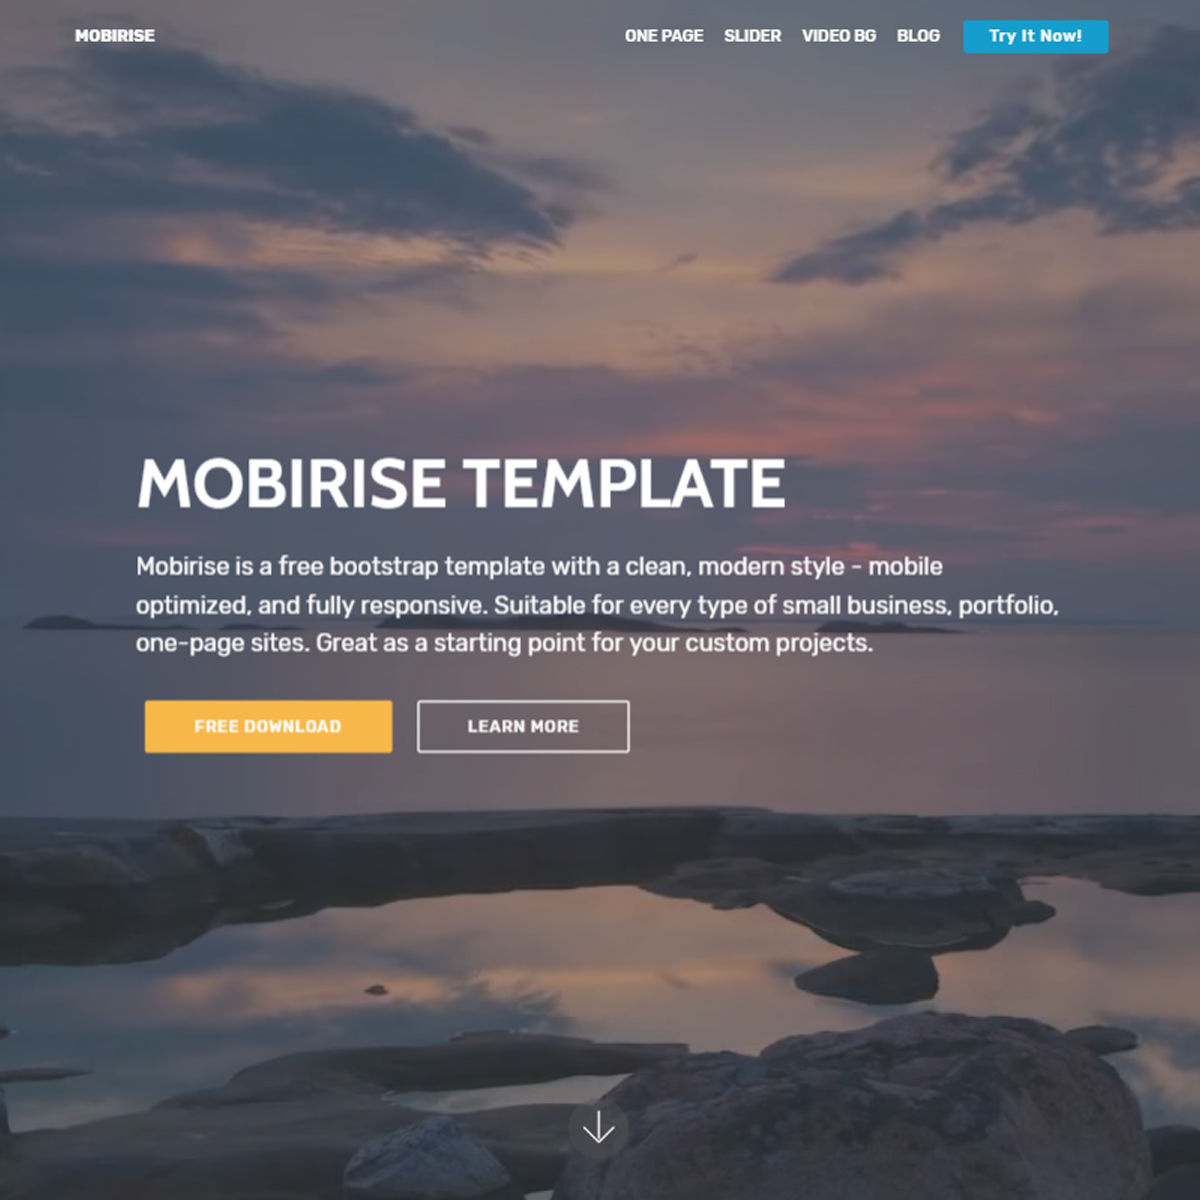 MOBIRISE
ONE PAGE SLIDER VIDEO BG BLOG Try It Now!
MOBIRISE TEMPLATE
Mobirise is a free bootstrap template with a clean, modern style - mobile
optimized, and fully responsive. Suitable for every type of small business, portfolio,
one-page sites. Great as a starting point for your custom projects.
FREE DOWNLOAD LEARN MORE